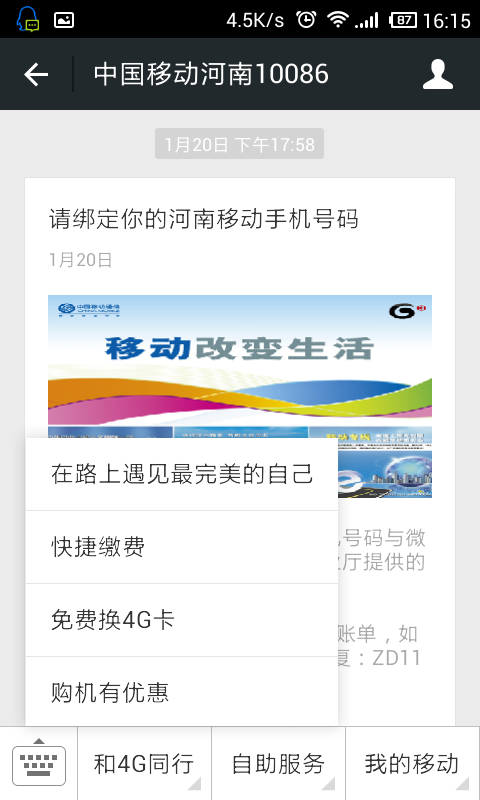 4.5K/s 87 16:15
中国移动河南10086
1月20日 下午17:58
请绑定你的河南移动手机号码
1月20日
中国移动通信
CHINA MOBILE
移动改变生活
在路上遇见最完美的自己
快捷缴费
号码与微
厅提供的
免费换4G卡
账单，如
复：ZD11
购机有优惠
和4G同行 自助服务 我的移动